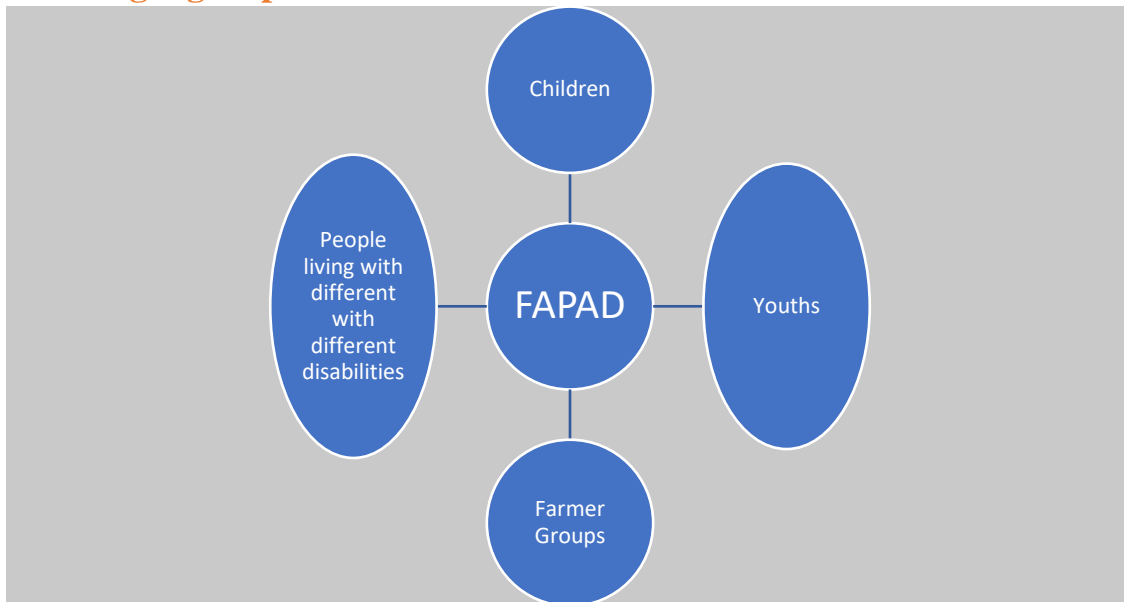 Children
People
living with
different
with
different
disabilities
FAPAD
Youths
Farmer
Groups